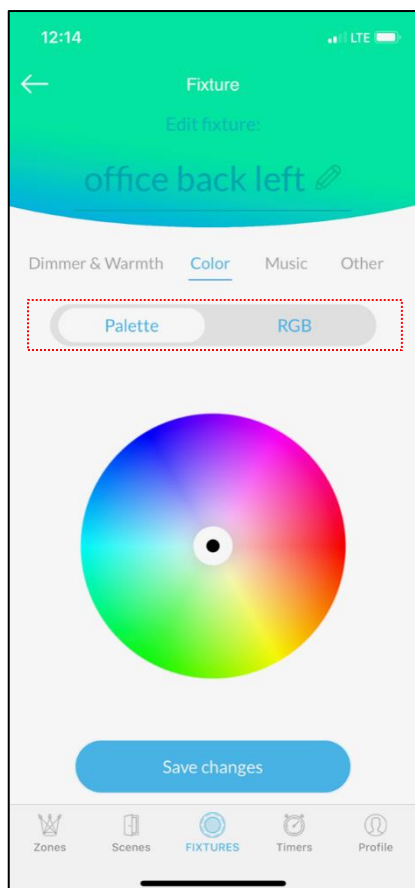 12:14 LTE
Fixture
Edit fixture:
office back left
Dimmer & Warmth Color Music Other
Palette RGB
Save changes
Zones Scenes FIXTURES Timers Profile